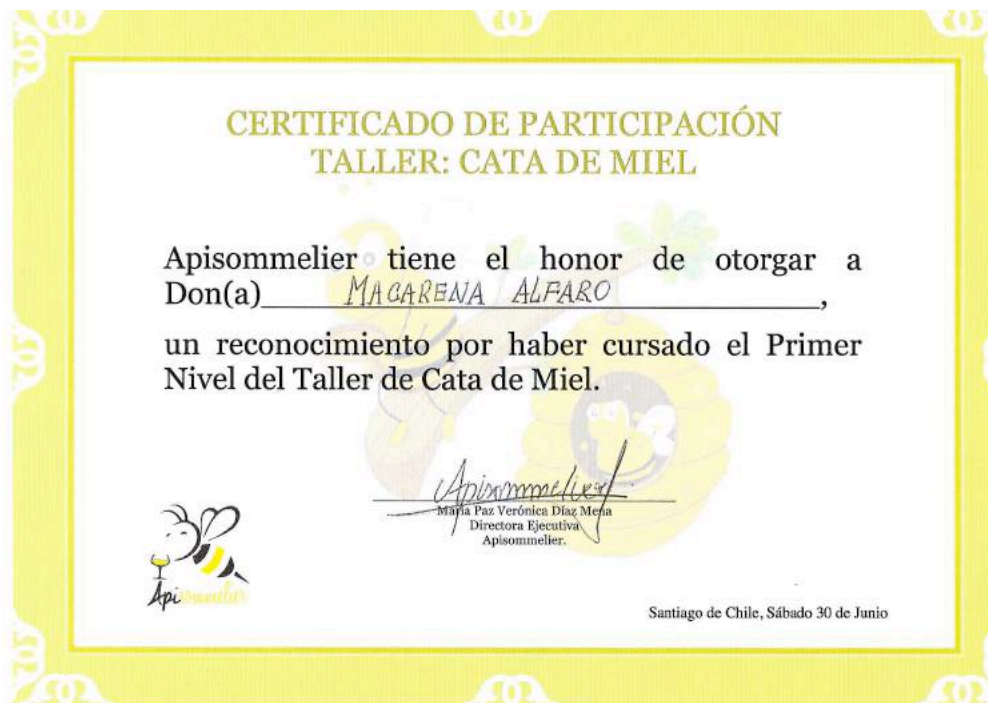 CERTIFICADO DE PARTICIPACIÓN
TALLER: CATA DE MIEL
Apisommelier tiene el honor de otorgar a
Don(a) MACARENA ALFARO ,
un reconocimiento por haber cursado el Primer
Nivel del Taller de Cata de Miel.
Apisommelier
María Paz Verónica Díaz Mena
Directora Ejecutiva
Apisommelier.
Apisommelier
Santiago de Chile, Sábado 30 de Junio